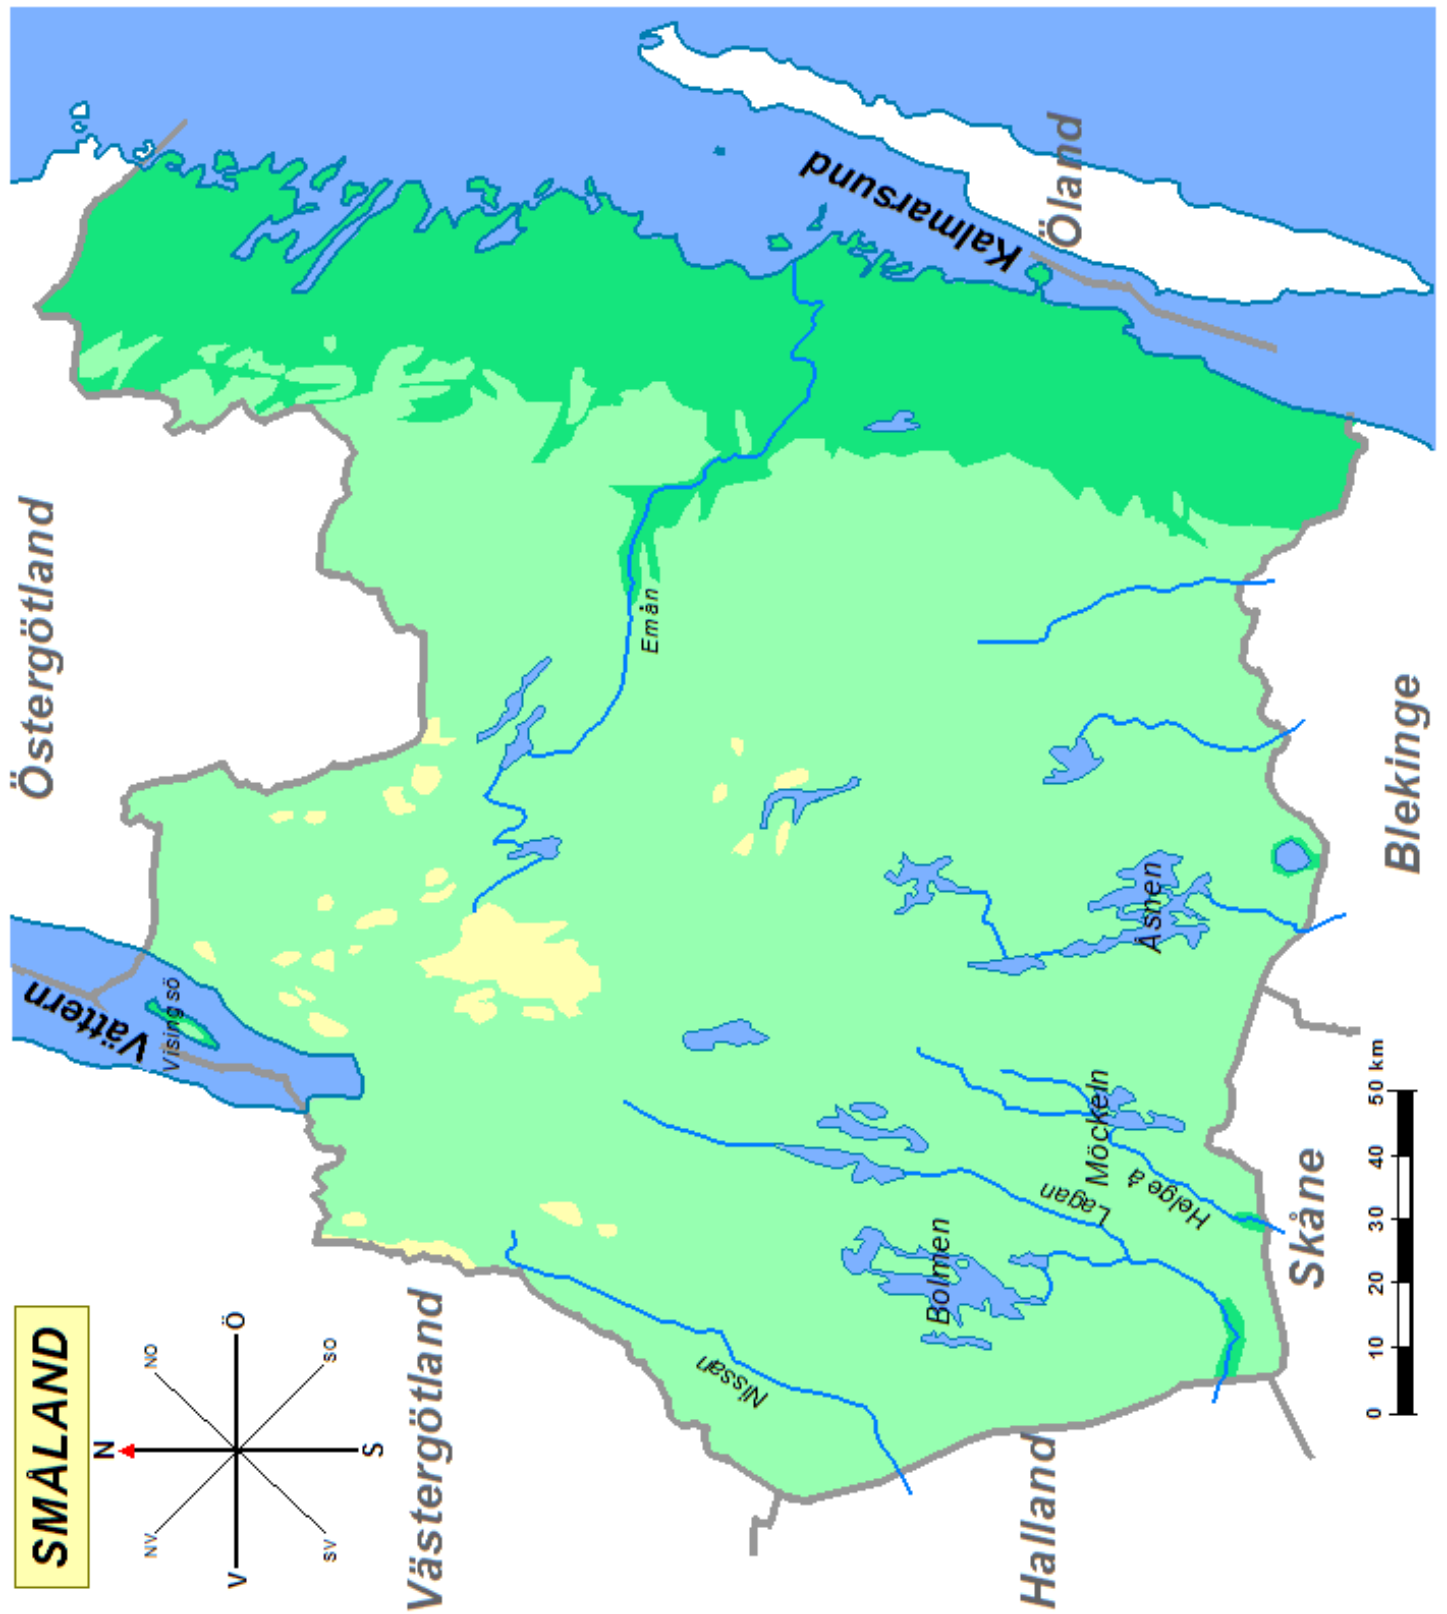 SMÅLAND
Östergötland
Vättern
N
NV
NO
Visingsö
V
Ö
SV
SO
S
Västergötland
Emån
Nissan
Kalmarsund
Bolmen
Halland
Öland
Lagan
Möckeln
Åsnen
Helge å
Skåne
Blekinge
0 10 20 30 40 50 km